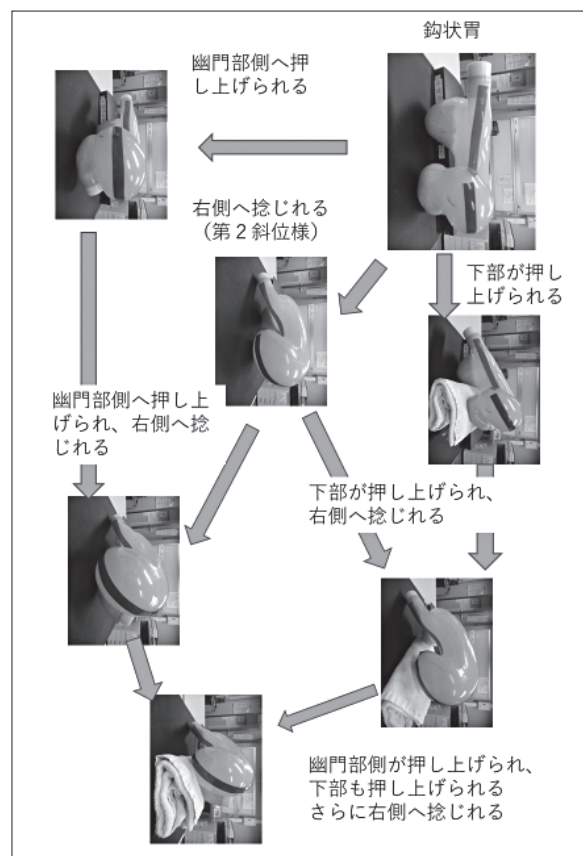 鈎状胃
幽門部側へ押
し上げられる
右側へ捻じれる
（第２斜位様）
下部が押し
上げられる
幽門部側へ押し上
げられ、右側へ捻
じれる
下部が押し上げられ、
右側へ捻じれる
幽門部側が押し上げられ、
下部も押し上げられる
さらに右側へ捻じれる